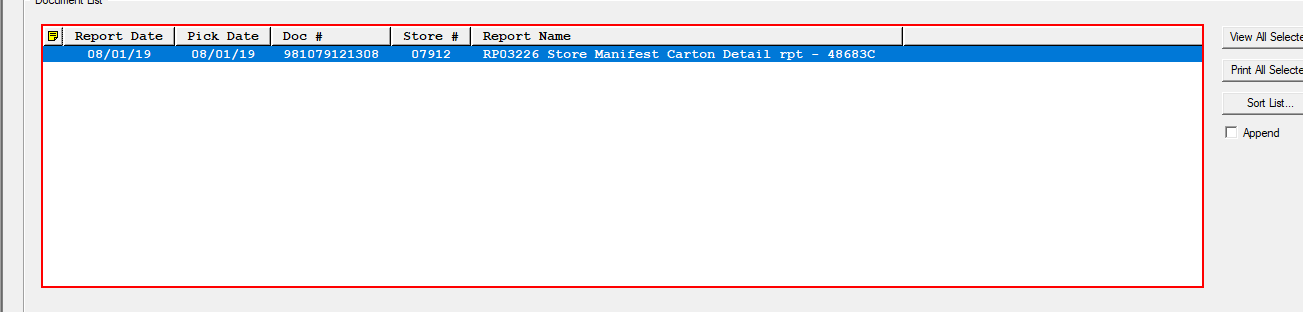 Document List
Report Date Pick Date Doc # Store # Report Name
08/01/19 08/01/19 981079121308 07912 RP03226 Store Manifest Carton Detail rpt - 48683C
View All Selecte
Print All Selecte
Sort List...
Append